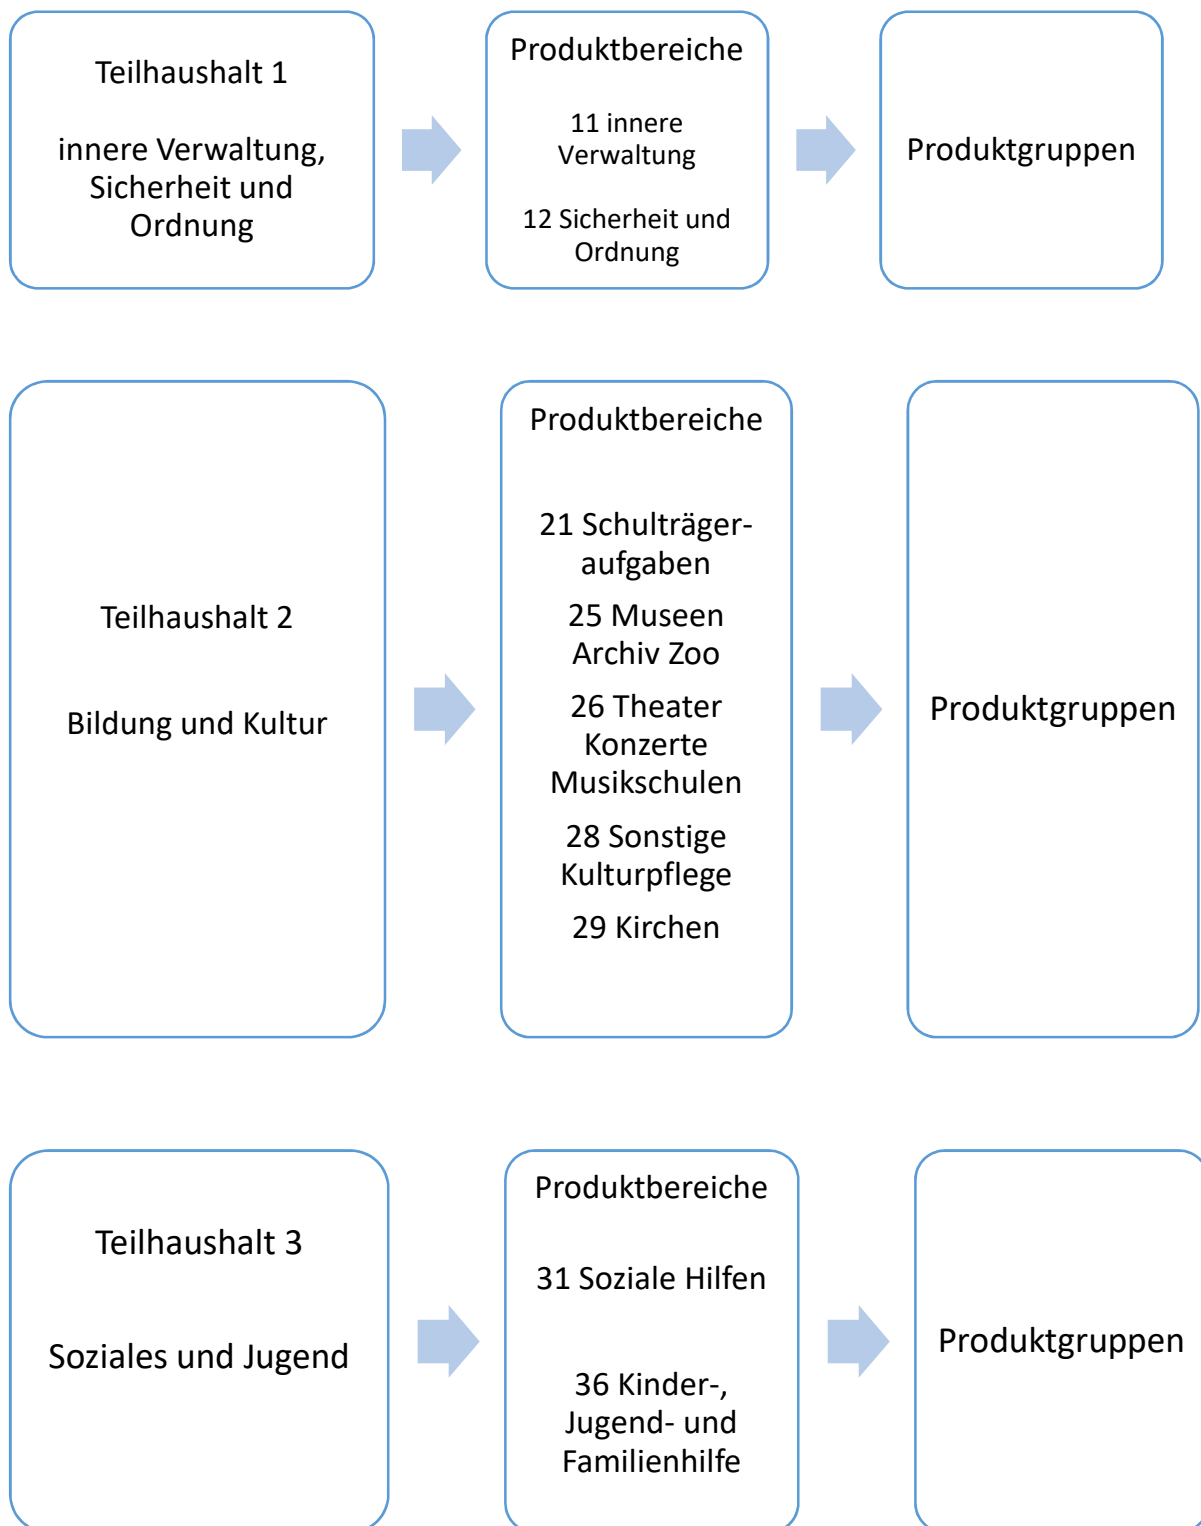 Teilhaushalt 1
innere Verwaltung,
Sicherheit und
Ordnung
Produktbereiche
11 innere
Verwaltung
12 Sicherheit und
Ordnung
Produktgruppen
Teilhaushalt 2
Bildung und Kultur
Produktbereiche
21 Schulträger-
aufgaben
25 Museen
Archiv Zoo
26 Theater
Konzerte
Musikschulen
28 Sonstige
Kulturpflege
29 Kirchen
Produktgruppen
Teilhaushalt 3
Soziales und Jugend
Produktbereiche
31 Soziale Hilfen
36 Kinder-,
Jugend- und
Familienhilfe
Produktgruppen